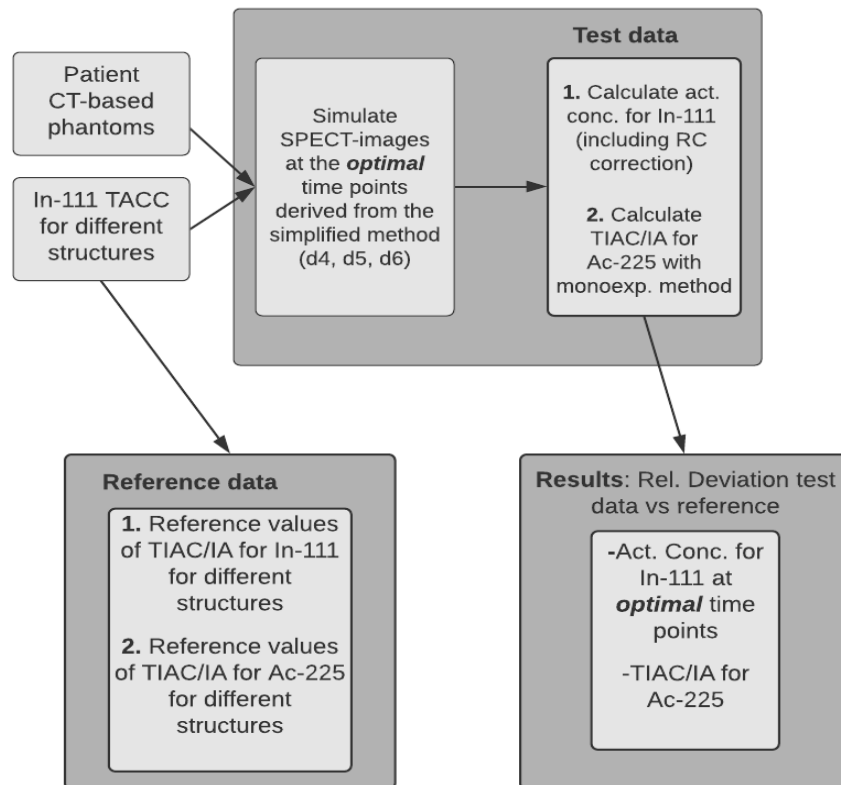 Patient
CT-based
phantoms
In-111 TACC
for different
structures
Test data
Simulate
SPECT-images
at the optimal
time points
derived from the
simplified method
(d4, d5, d6)
1. Calculate act.
conc. for In-111
(including RC
correction)
2. Calculate
TIAC/IA for
Ac-225 with
monoexp. method
Reference data
1. Reference values
of TIAC/IA for In-111
for different
structures
2. Reference values
of TIAC/IA for Ac-225
for different
structures
Results: Rel. Deviation test
data vs reference
-Act. Conc. for
In-111 at
optimal time
points
-TIAC/IA for
Ac-225